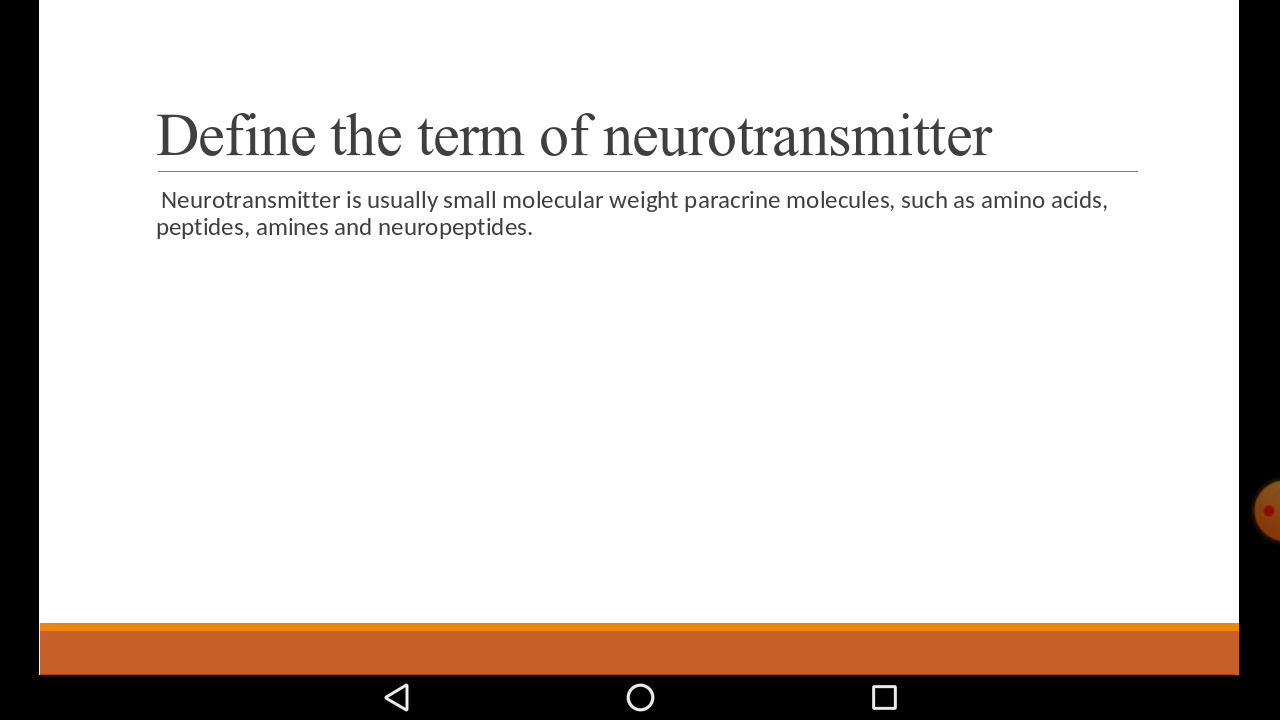 Define the term of neurotransmitter
Neurotransmitter is usually small molecular weight paracrine molecules, such as amino acids,
peptides, amines and neuropeptides.